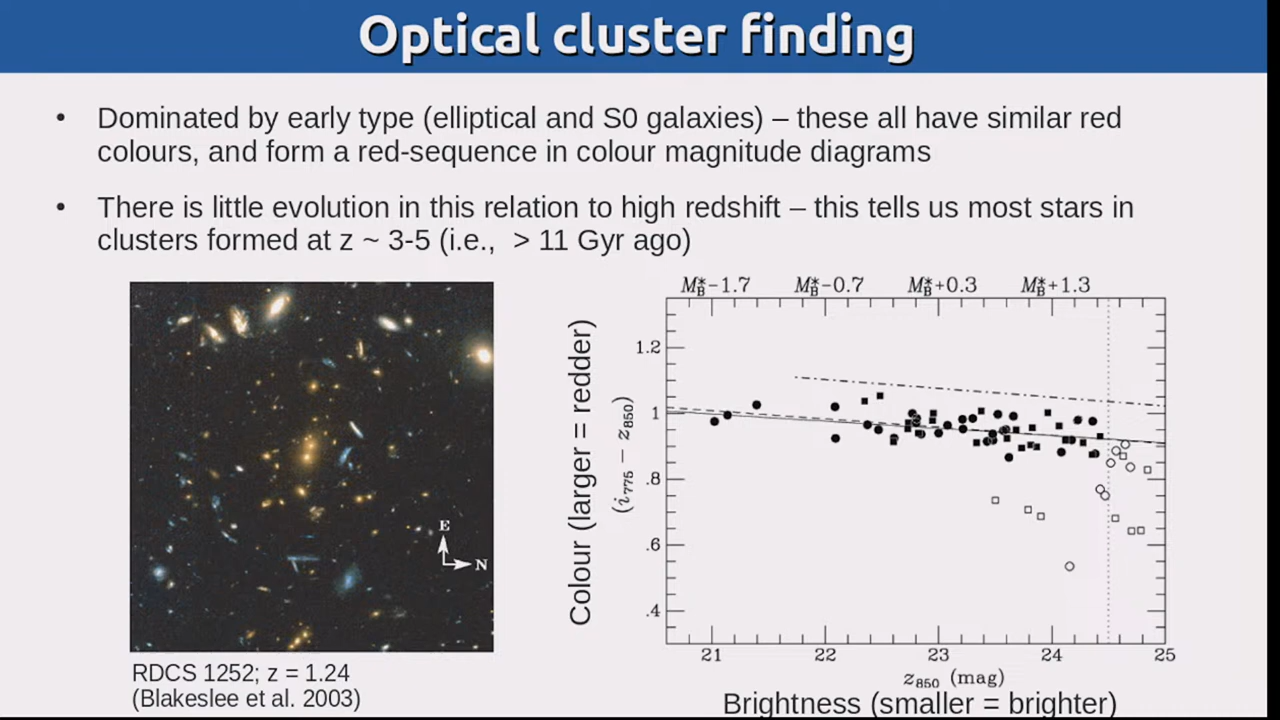 Optical cluster finding
• Dominated by early type (elliptical and S0 galaxies) – these all have similar red
colours, and form a red-sequence in colour magnitude diagrams
• There is little evolution in this relation to high redshift – this tells us most stars in
clusters formed at z ~ 3-5 (i.e., > 11 Gyr ago)
E
N
RDCS 1252; z = 1.24
(Blakeslee et al. 2003)
M*B−1.7 M*B−0.7 M*B+0.3 M*B+1.3
Colour (larger = redder)
(i775 − z850)
1.2
1
.8
.6
.4
21 22 23 24 25
z850 (mag)
Brightness (smaller = brighter)